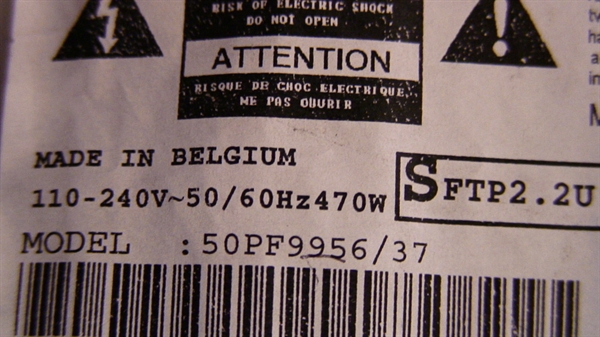 RISK OF ELECTRIC SHOCK
DO NOT OPEN
ATTENTION
RISQUE DE CHOC ELECTRIQUE,
NE PAS OUVRIR
MADE IN BELGIUM
110-240V~50/60Hz470W
SFTP2.2U
MODEL : 50PF9956/37